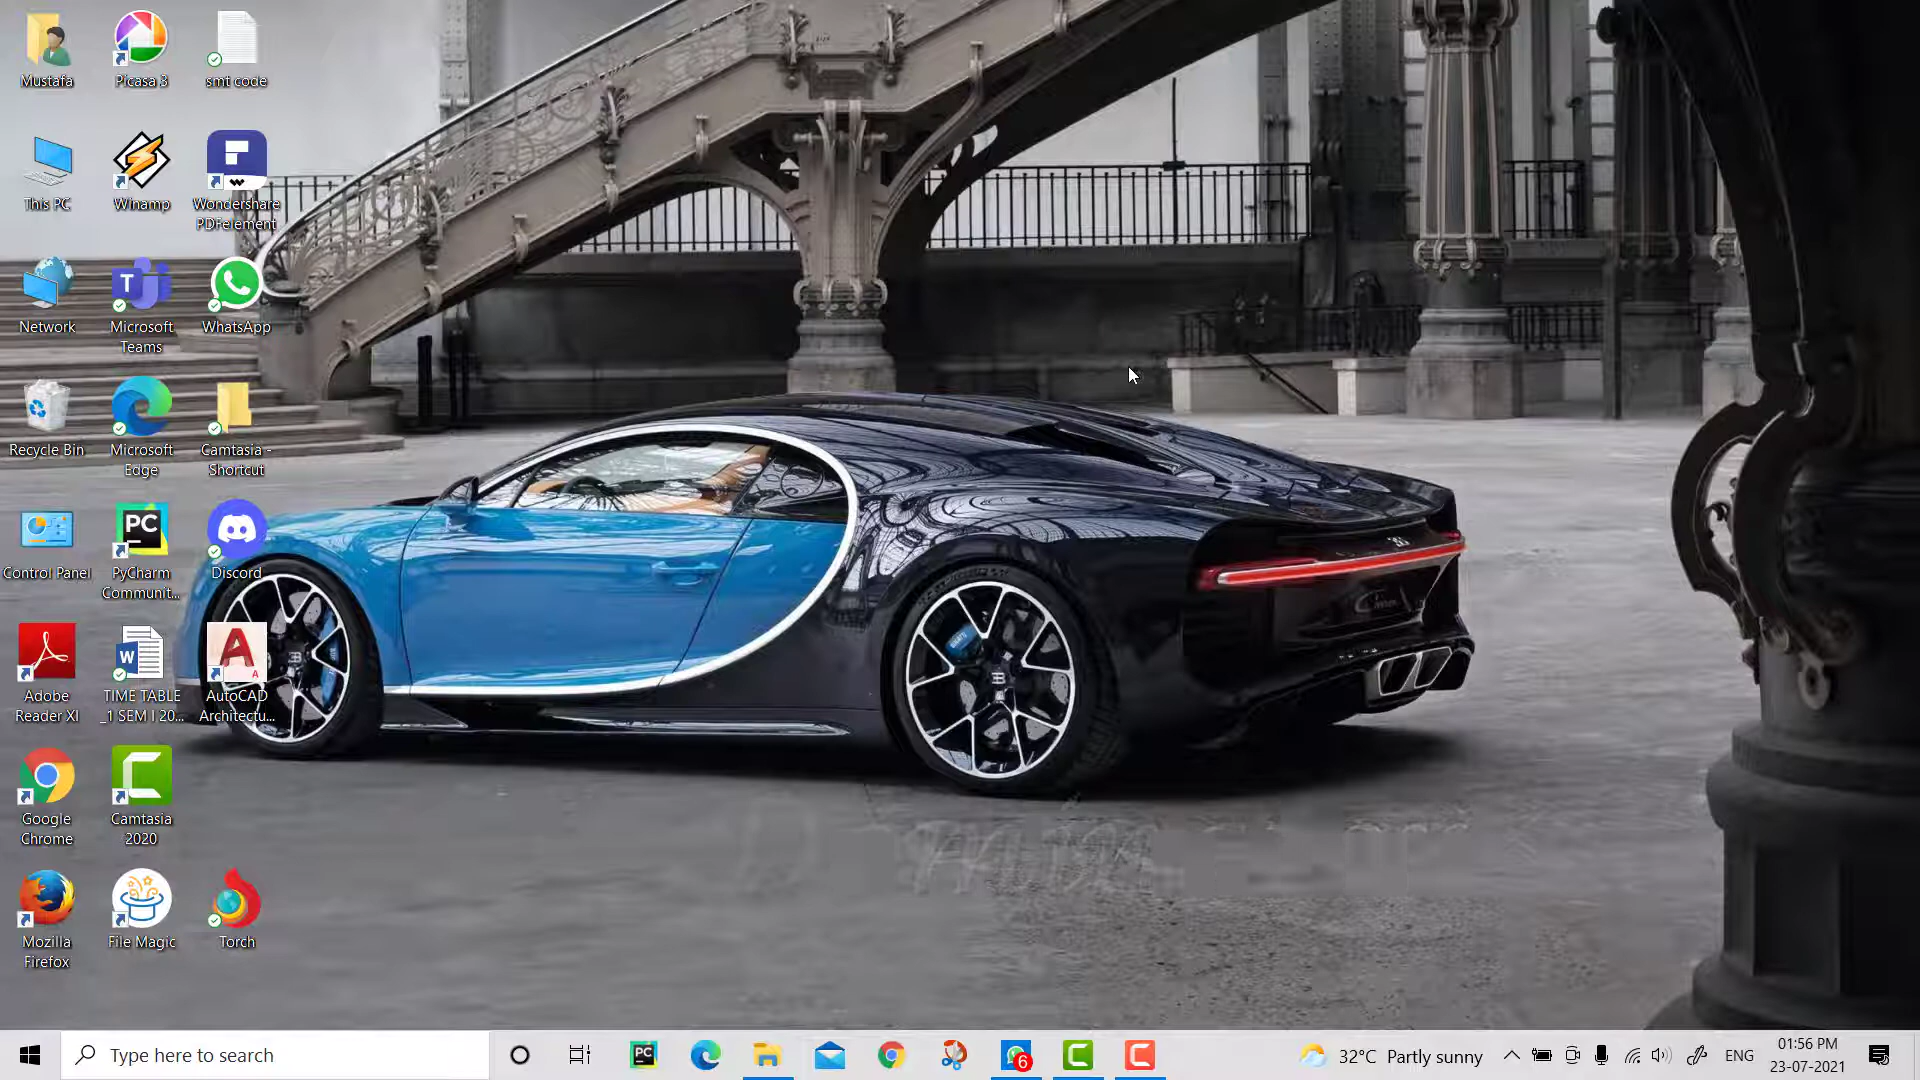 Mustafa
Picasa 3
smt code
This PC
Winamp
Wondershare
PDFelement
Network
Microsoft
Teams
WhatsApp
Recycle Bin
Microsoft
Edge
Camtasia -
Shortcut
Control Panel
PyCharm
Communit...
Discord
Adobe
Reader XI
TIME TABLE
_1 SEM I 20...
AutoCAD
Architectu...
Google
Chrome
Camtasia
2020
Mozilla
Firefox
File Magic
Torch
Type here to search
PC
6
32°C Partly sunny
ENG
01:56 PM
23-07-2021